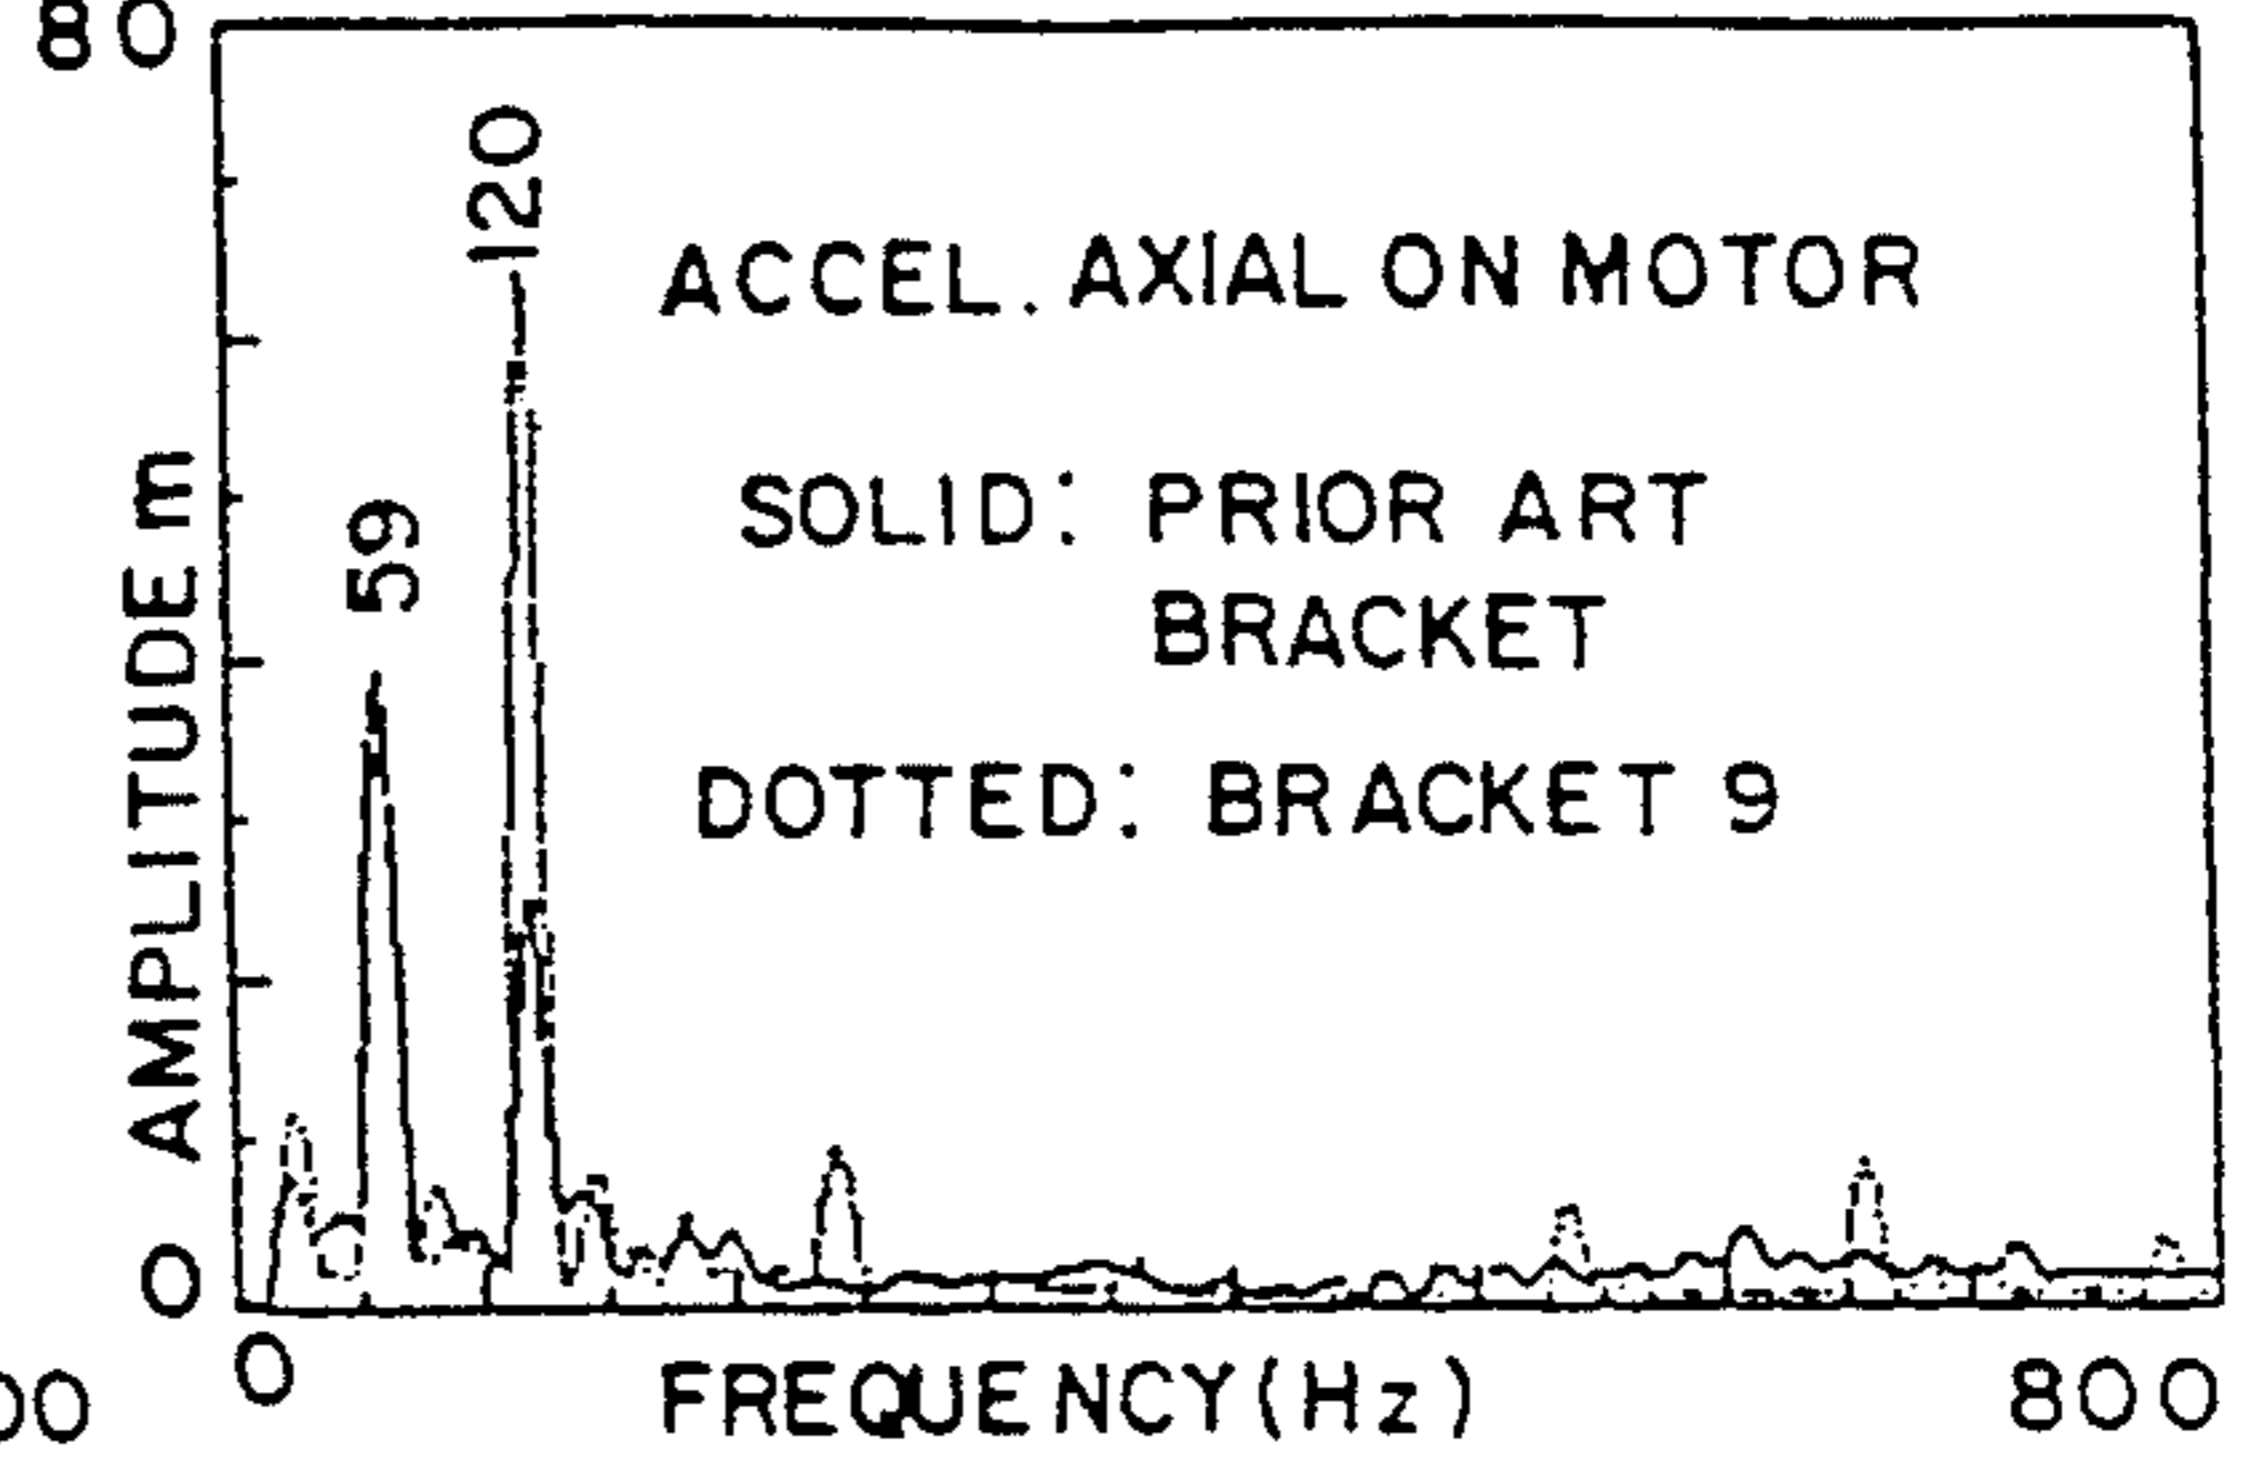 80
120
ACCEL. AXIAL ON MOTOR
59
SOLID: PRIOR ART
BRACKET
DOTTED: BRACKET 9
AMPLITUDE m
0
0
FREQUENCY(Hz)
800
00